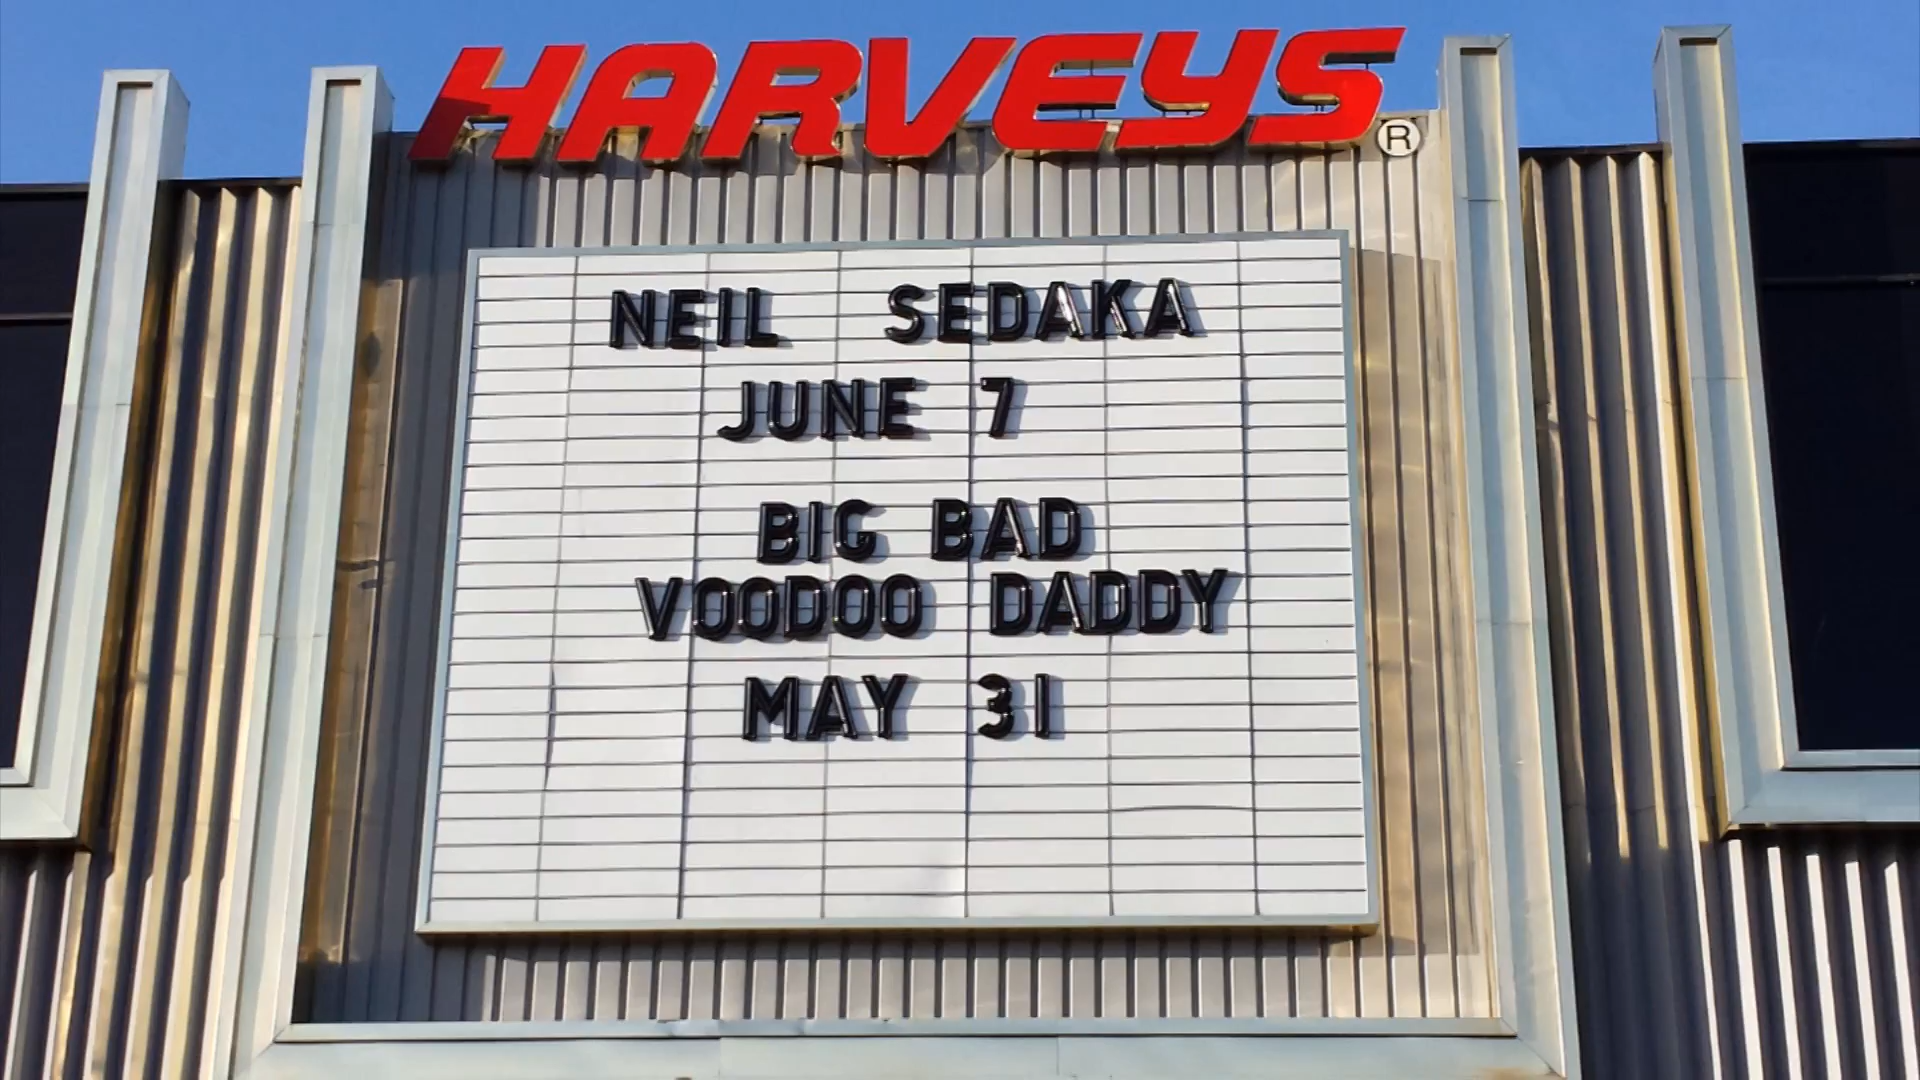 HARVEYS®
NEIL SEDAKA
JUNE 7
BIG BAD
VOODOO DADDY
MAY 31